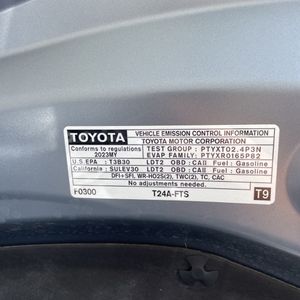 TOYOTA
VEHICLE EMISSION CONTROL INFORMATION
TOYOTA MOTOR CORPORATION
Conforms to regulations
2023MY
TEST GROUP : PTYXT02.4P3N
EVAP FAMILY: PTYXR0165P82
U.S EPA : T3B30 LDT2 OBD:CaII Fuel: Gasoline
California: SULEV30 LDT2 OBD:CaII Fuel: Gasoline
DFI+SFI, WR-HO2S(2), TWC(2), TC, CAC
No adjustments needed.
F0300 T24A-FTS T9